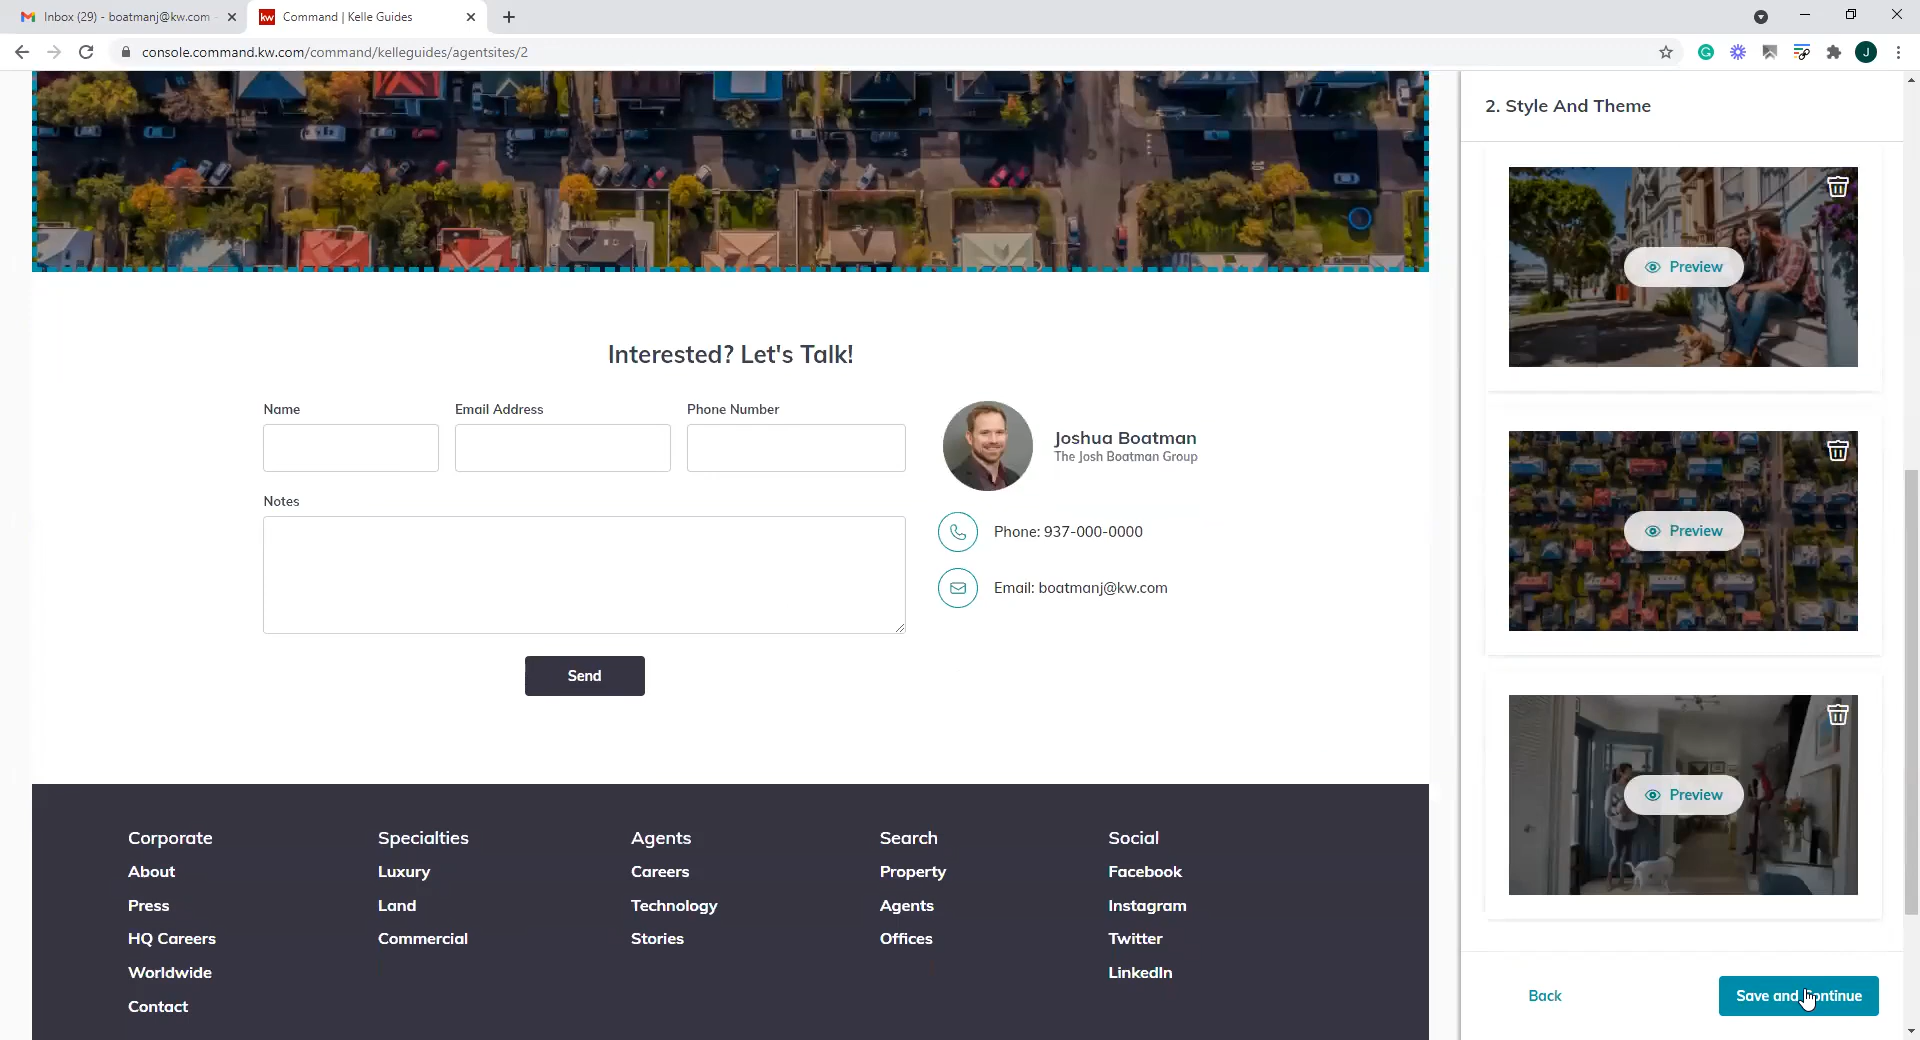 Inbox (29) - boatmanj@kw.com
kw Command | Kelle Guides
console.command.kw.com/command/kelleguides/agentsites/2
G
J
2. Style And Theme
Preview
Preview
Preview
Back
Save and
Interested? Let's Talk!
Name
Email Address
Phone Number
Notes
Send
Joshua Boatman
The Josh Boatman Group
Phone: 937-000-0000
Email: boatmanj@kw.com
Corporate
About
Press
HQ Careers
Worldwide
Contact
Specialties
Luxury
Land
Commercial
Agents
Careers
Technology
Stories
Search
Property
Agents
Offices
Social
Facebook
Instagram
Twitter
LinkedIn